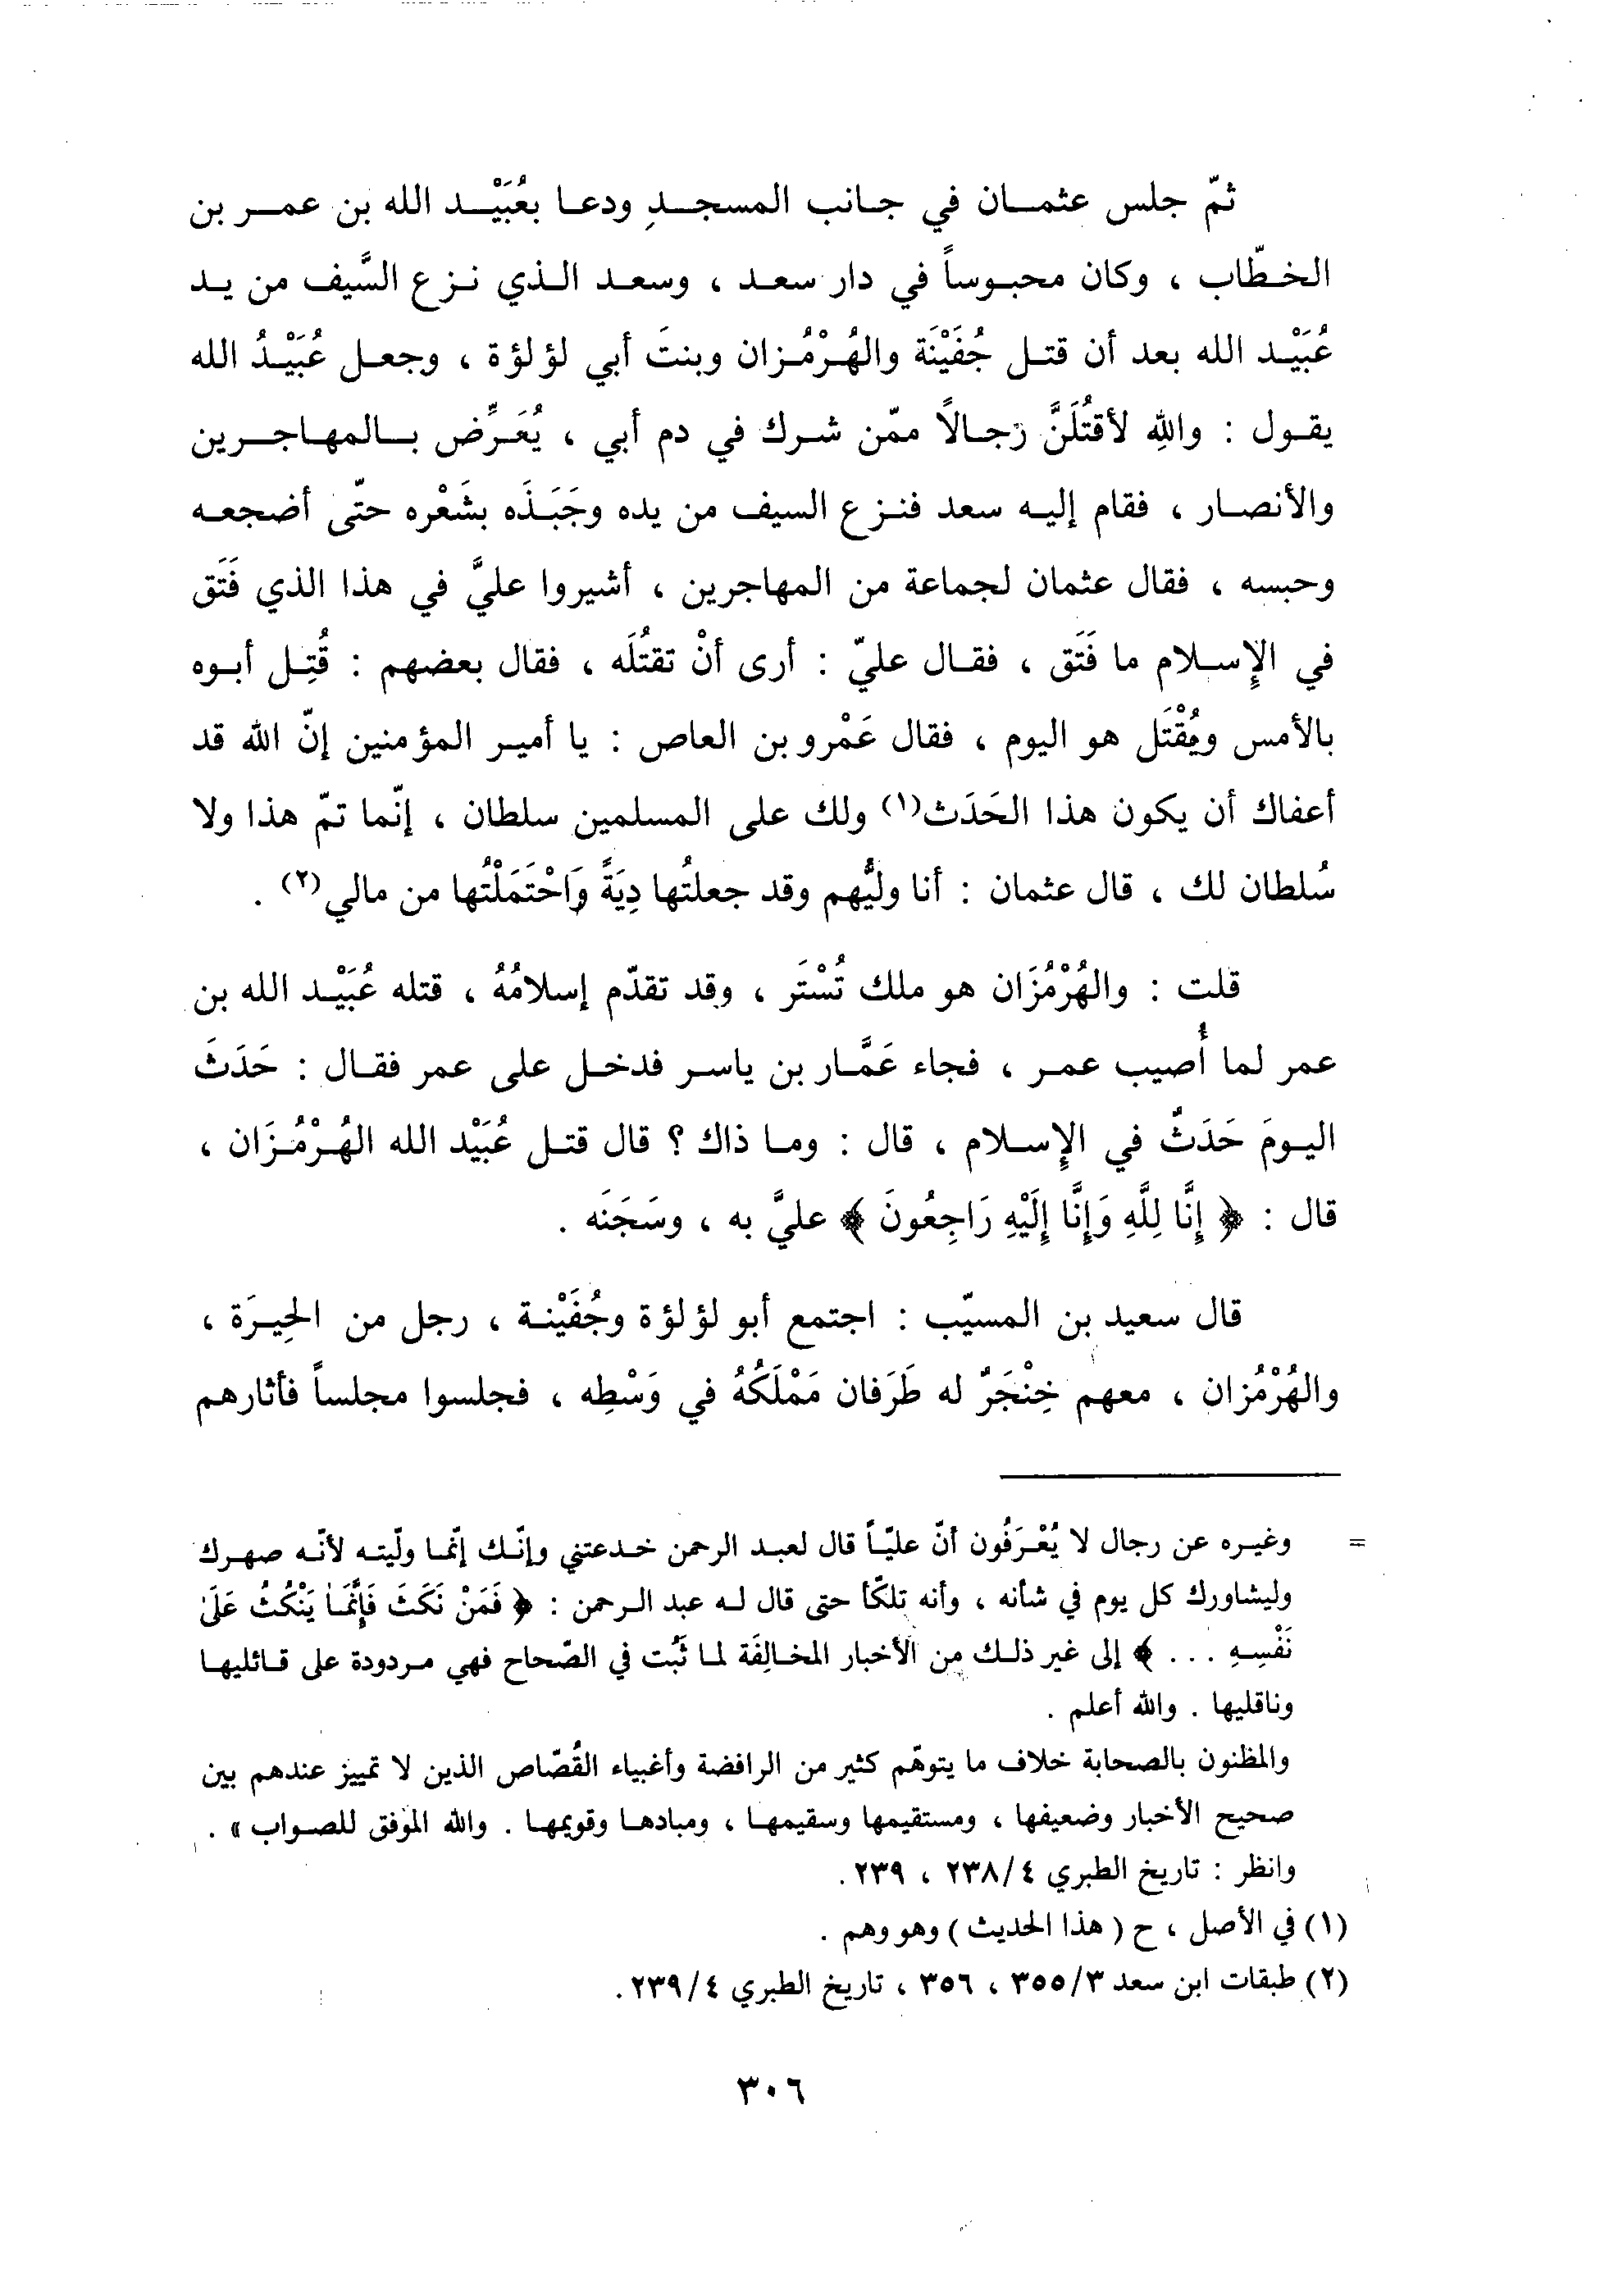 ثمّ جلس عثمان في جانب المسجدِ ودعا بعُبَيْد الله بن عمر بن
الخطّاب ، وكان محبوساً في دار سعد ، وسعد الذي نزع السَّيف من يد
عُبَيْد الله بعد أن قتل جُفَيْنَة والهُرْمُزان وبنتَ أبي لؤلؤة ، وجعل عُبَيْدُ الله
يقول : واللهِ لأقتُلَنَّ رجالاً ممّن شرك في دم أبي ، يُعَرِّض بالمهاجرين
والأنصار ، فقام إليه سعد فنزع السيف من يده وجَبَذَه بشَعْره حتّى أضجعه
وحبسه ، فقال عثمان لجماعة من المهاجرين ، أشيروا عليَّ في هذا الذي فَتَق
في الإِسلام ما فَتَق ، فقال عليّ : أرى أنْ تقتُلَه ، فقال بعضهم : قُتِل أبوه
بالأمس ويُقْتَل هو اليوم ، فقال عَمْرو بن العاص : يا أمير المؤمنين إنّ الله قد
أعفاك أن يكون هذا الحَدَث(١) ولك على المسلمين سلطان ، إنّما تمّ هذا ولا
سُلطان لك ، قال عثمان : أنا وليُّهم وقد جعلتُها دِيَةً وَاحْتَمَلْتُها من مالي(٢) .
قلت : والهُرْمُزَان هو ملك تُسْتَر ، وقد تقدّم إسلامُهُ ، قتله عُبَيْد الله بن
عمر لما أُصيب عمر ، فجاء عَمَّار بن ياسر فدخل على عمر فقال : حَدَثَ
اليومَ حَدَثٌ في الإِسلام ، قال : وما ذاك ؟ قال قتل عُبَيْد الله الهُرْمُزَان ،
قال : ﴿ إِنَّا لِلَّهِ وَإِنَّا إِلَيْهِ رَاجِعُونَ ﴾ عليَّ به ، وسَجَنَه .
قال سعيد بن المسيّب : اجتمع أبو لؤلؤة وجُفَيْنة ، رجل من الحِيرَة ،
والهُرْمُزان ، معهم خِنْجَرٌ له طَرَفان مَمْلَكُهُ في وَسْطِه ، فجلسوا مجلساً فأثارهم
= وغيره عن رجال لا يُعْرَفُون أنّ عليّاً قال لعبد الرحمن خدعتني وإنّك إنّما ولّيته لأنّه صهرك
وليشاورك كل يوم في شأنه ، وأنه تلكّأ حتى قال له عبد الرحمن : ﴿ فَمَنْ نَكَثَ فَإِنَّمَا يَنْكُثُ عَلَىٰ
نَفْسِهِ . . . ﴾ إلى غير ذلك من الأخبار المخالِفَة لما ثَبُت في الصّحاح فهي مردودة على قائليها
وناقليها . والله أعلم .
والمظنون بالصحابة خلاف ما يتوهّم كثير من الرافضة وأغبياء القُصّاص الذين لا تمييز عندهم بين
صحيح الأخبار وضعيفها ، ومستقيمها وسقيمها ، ومبادها وقويمها . والله الموفق للصواب » .
وانظر : تاريخ الطبري ٢٣٨/٤ ، ٢٣٩ .
(١) في الأصل ، ح ( هذا الحديث ) وهو وهم .
(٢) طبقات ابن سعد ٣٥٥/٣ ، ٣٥٦ ، تاريخ الطبري ٢٣٩/٤ .
٣٠٦